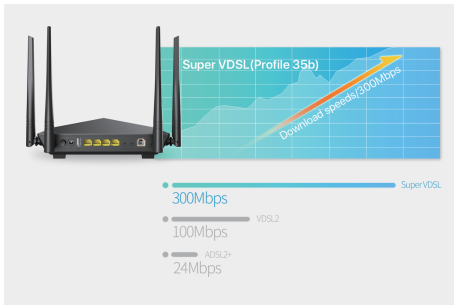 Super VDSL(Profile 35b)
Download speeds/300Mbps
Super VDSL
300Mbps
VDSL2
100Mbps
ADSL2+
24Mbps